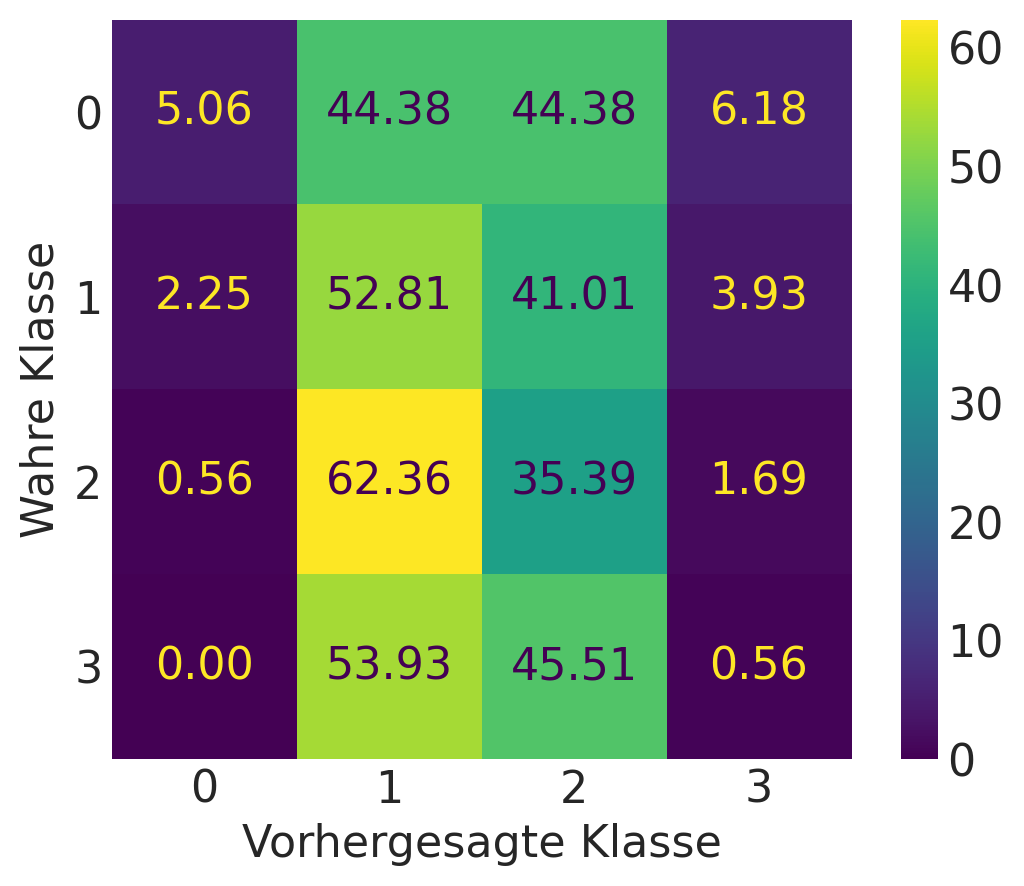 0 5.06 44.38 44.38 6.18
1 2.25 52.81 41.01 3.93
2 0.56 62.36 35.39 1.69
3 0.00 53.93 45.51 0.56
0 1 2 3
Vorhergesagte Klasse
Wahre Klasse
60
50
40
30
20
10
0